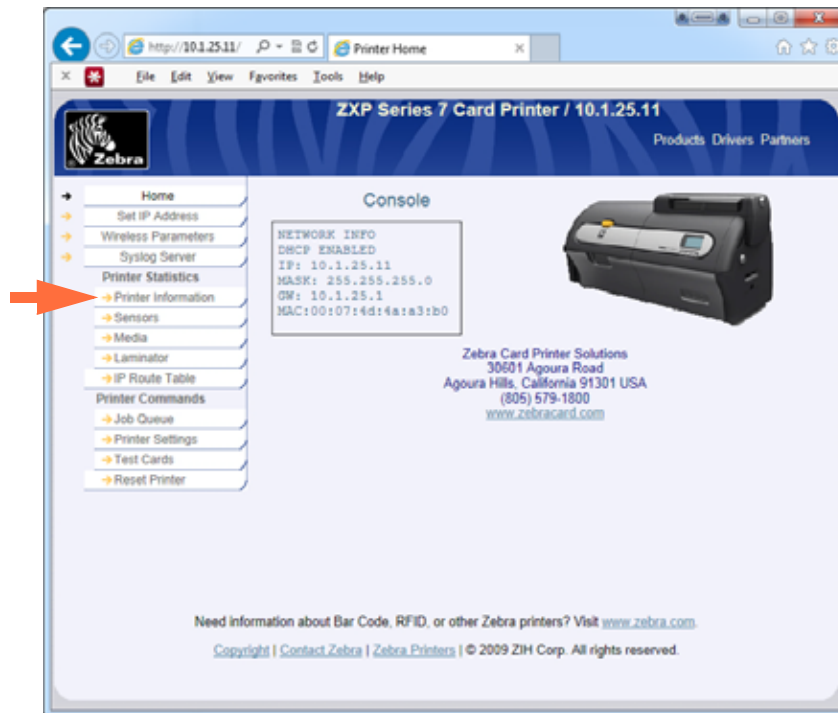 http://10.1.25.11/
Printer Home
File Edit View Favorites Tools Help
ZXP Series 7 Card Printer / 10.1.25.11
Products Drivers Partners
Zebra
Home
Set IP Address
Wireless Parameters
Syslog Server
Printer Statistics
Printer Information
Sensors
Media
Laminator
IP Route Table
Printer Commands
Job Queue
Printer Settings
Test Cards
Reset Printer
Console
NETWORK INFO
DHCP ENABLED
IP: 10.1.25.11
MASK: 255.255.255.0
GW: 10.1.25.1
MAC:00:07:4d:4a:a3:b0
Zebra Card Printer Solutions
30601 Agoura Road
Agoura Hills, California 91301 USA
(805) 579-1800
www.zebracard.com
Need information about Bar Code, RFID, or other Zebra printers? Visit www.zebra.com.
Copyright | Contact Zebra | Zebra Printers | © 2009 ZIH Corp. All rights reserved.